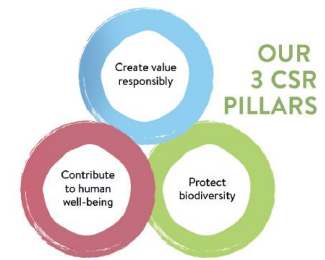 Create value
responsibly
OUR
3 CSR
PILLARS
Contribute
to human
well-being
Protect
biodiversity